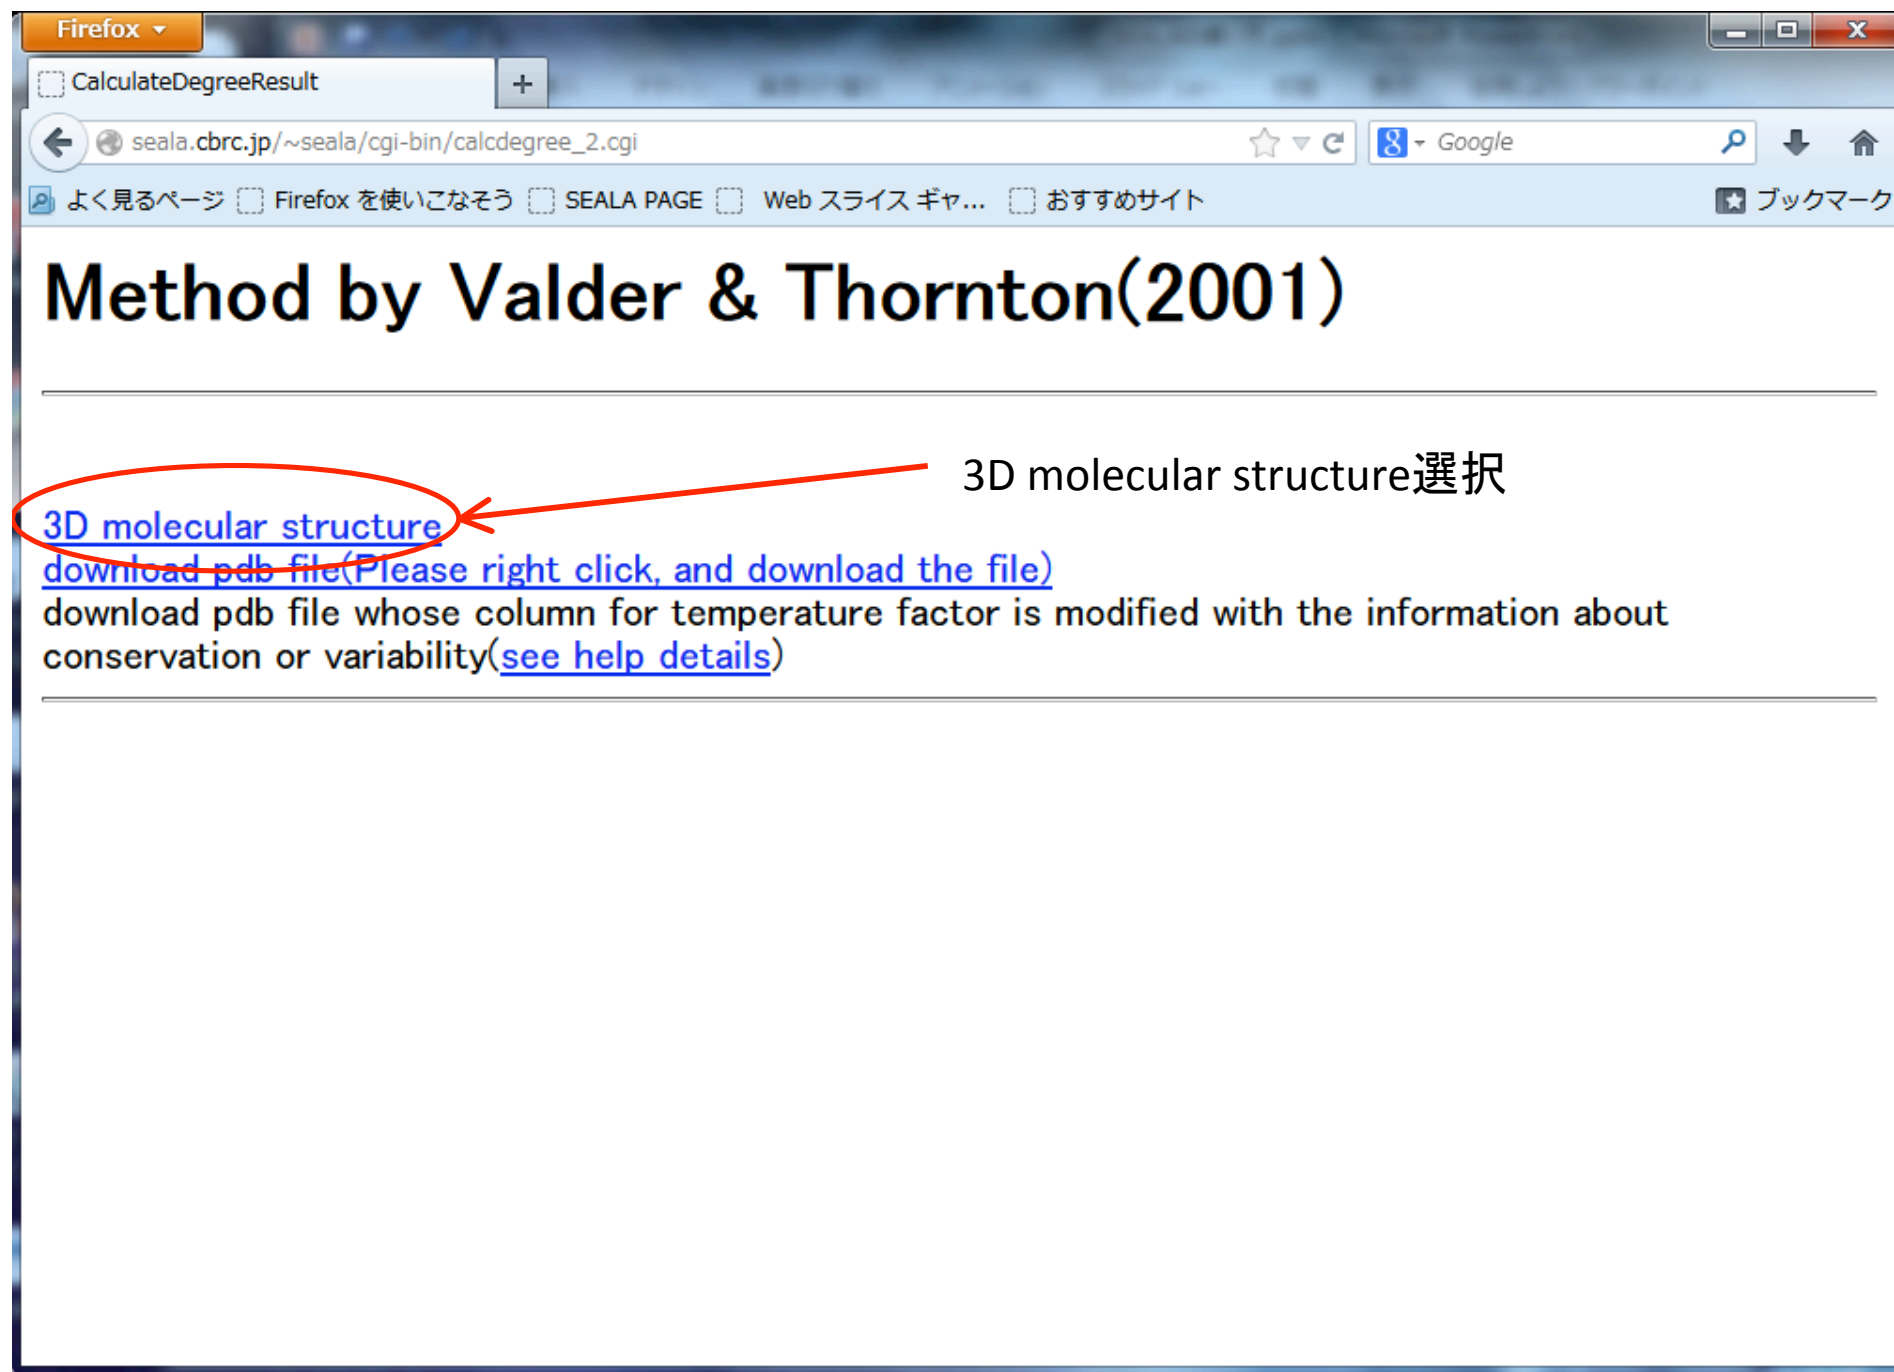 Firefox
CalculateDegreeResult
seala.cbrc.jp/~seala/cgi-bin/calcdegree_2.cgi
Google
よく見るページ Firefox を使いこなそう SEALA PAGE Web スライス ギャ... おすすめサイト ブックマーク
Method by Valder & Thornton(2001)
3D molecular structure選択
3D molecular structure
download pdb file(Please right click, and download the file)
download pdb file whose column for temperature factor is modified with the information about
conservation or variability(see help details)